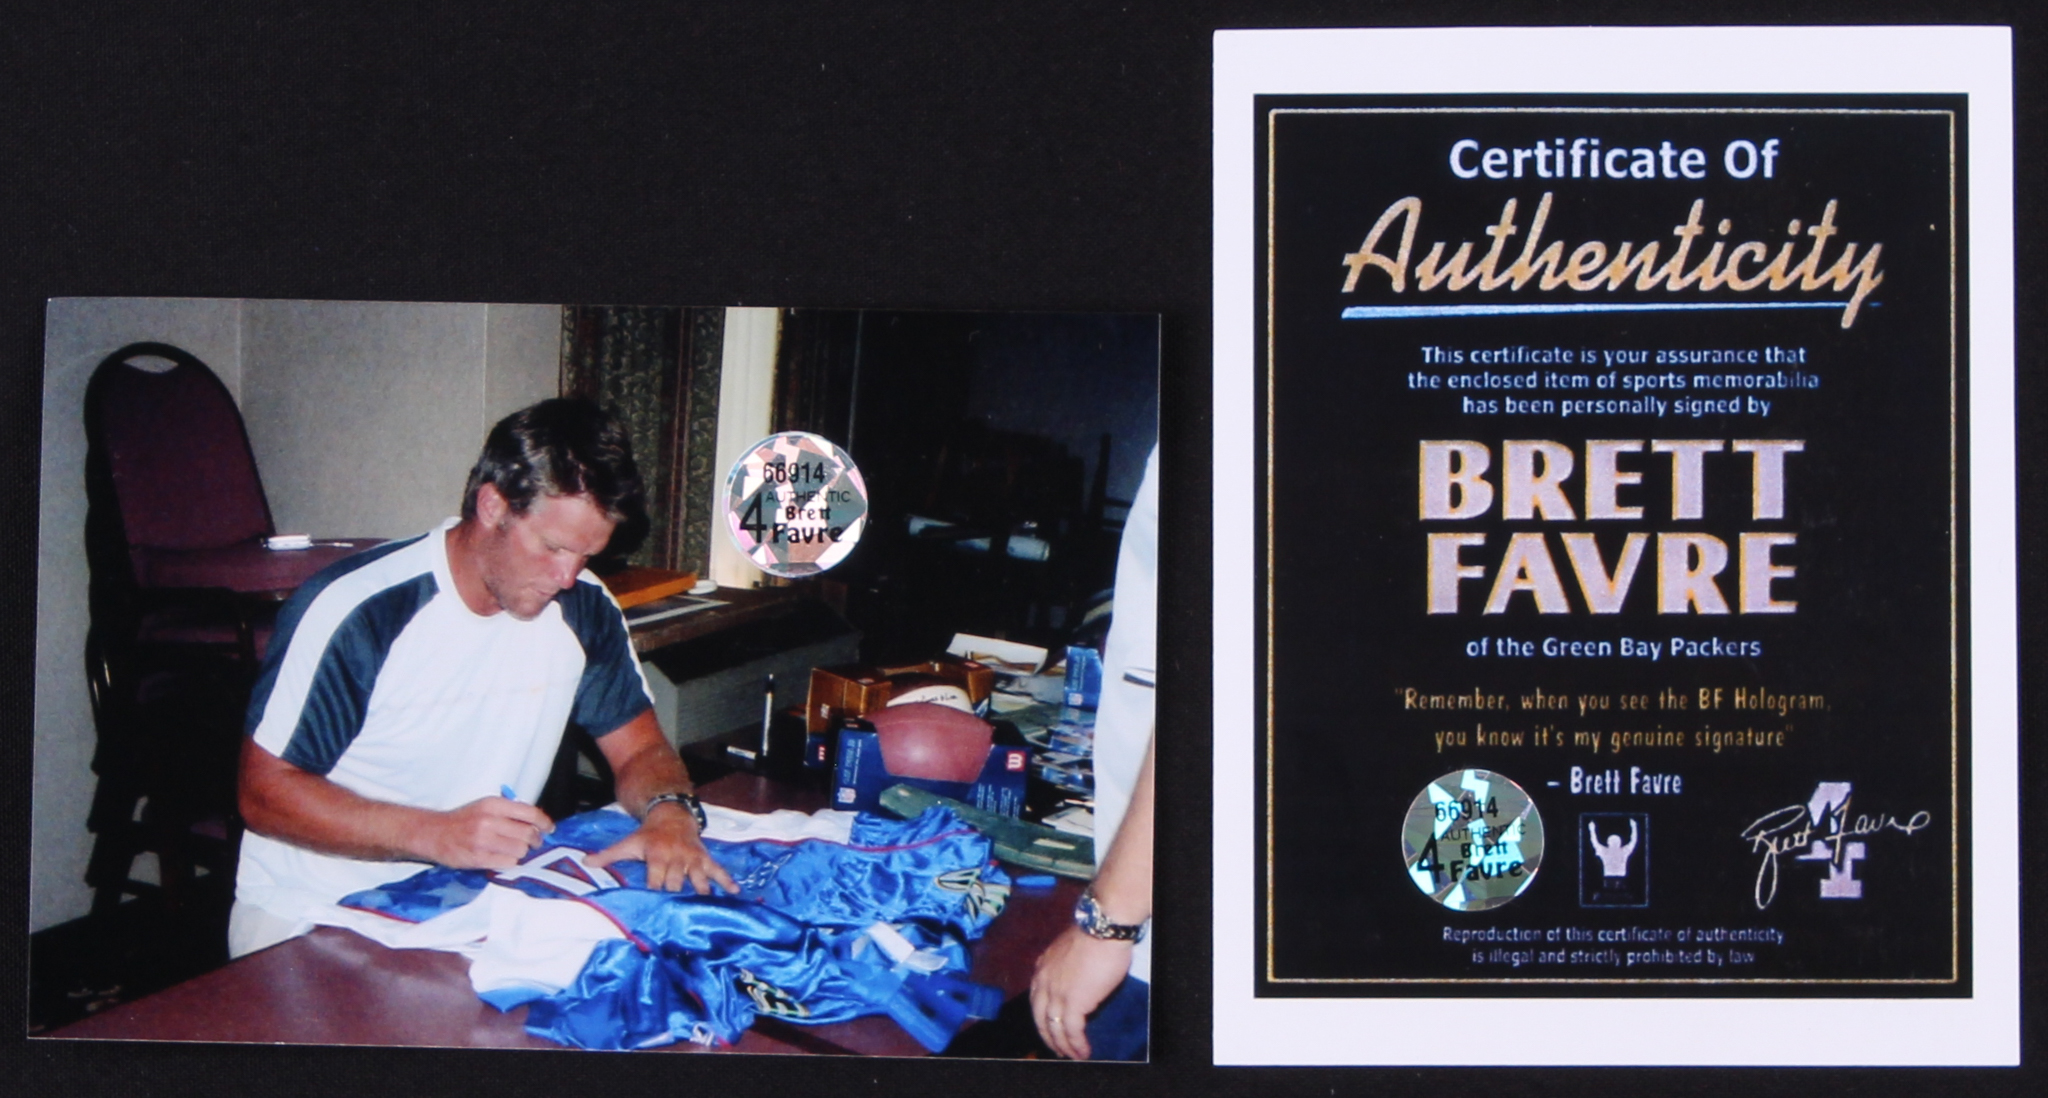 66914
AUTHENTIC
4 Brett
Favre
Certificate Of
Authenticity
This certificate is your assurance that
the enclosed item of sports memorabilia
has been personally signed by
BRETT
FAVRE
of the Green Bay Packers
"Remember, when you see the BF Hologram,
you know it's my genuine signature"
- Brett Favre
66914
AUTHENTIC
4 Brett
Favre
Brett Favre
4
Reproduction of this certificate of authenticity
is illegal and strictly prohibited by law